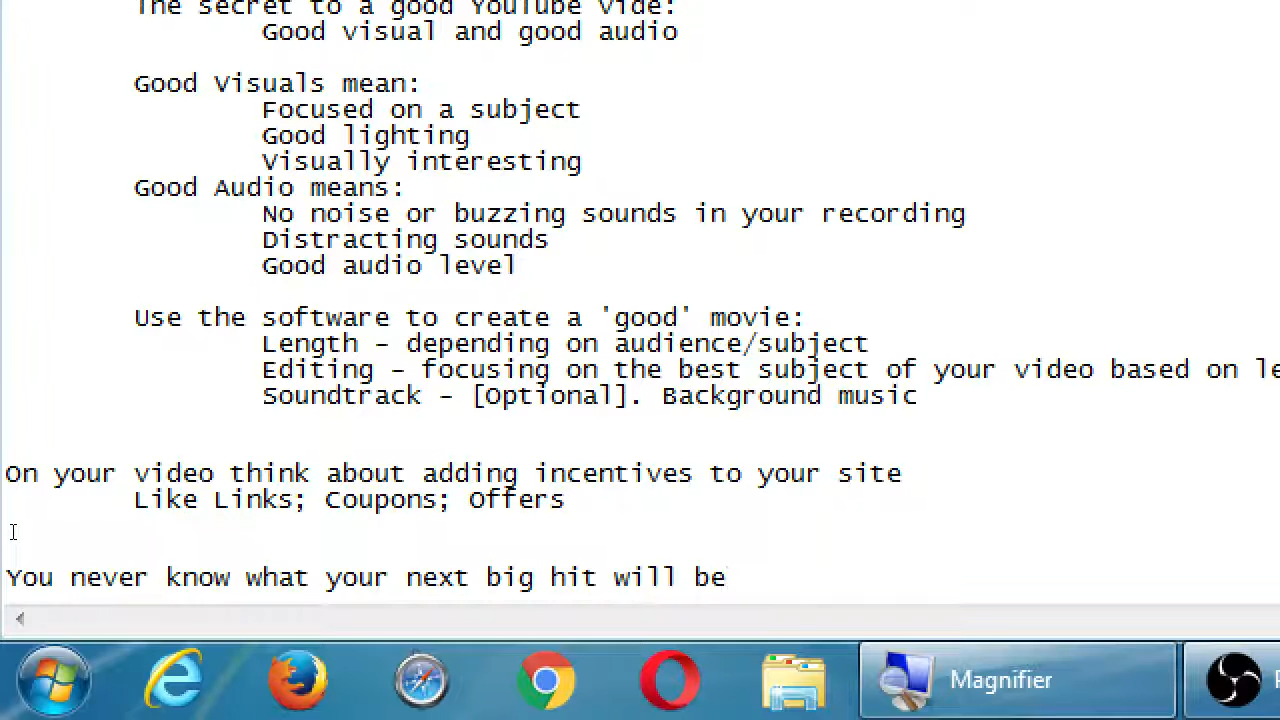 The secret to a good YouTube vide:
Good visual and good audio
Good Visuals mean:
Focused on a subject
Good lighting
Visually interesting
Good Audio means:
No noise or buzzing sounds in your recording
Distracting sounds
Good audio level
Use the software to create a 'good' movie:
Length - depending on audience/subject
Editing - focusing on the best subject of your video based on
Soundtrack - [Optional]. Background music
On your video think about adding incentives to your site
Like Links; Coupons; Offers
You never know what your next big hit will be
Magnifier